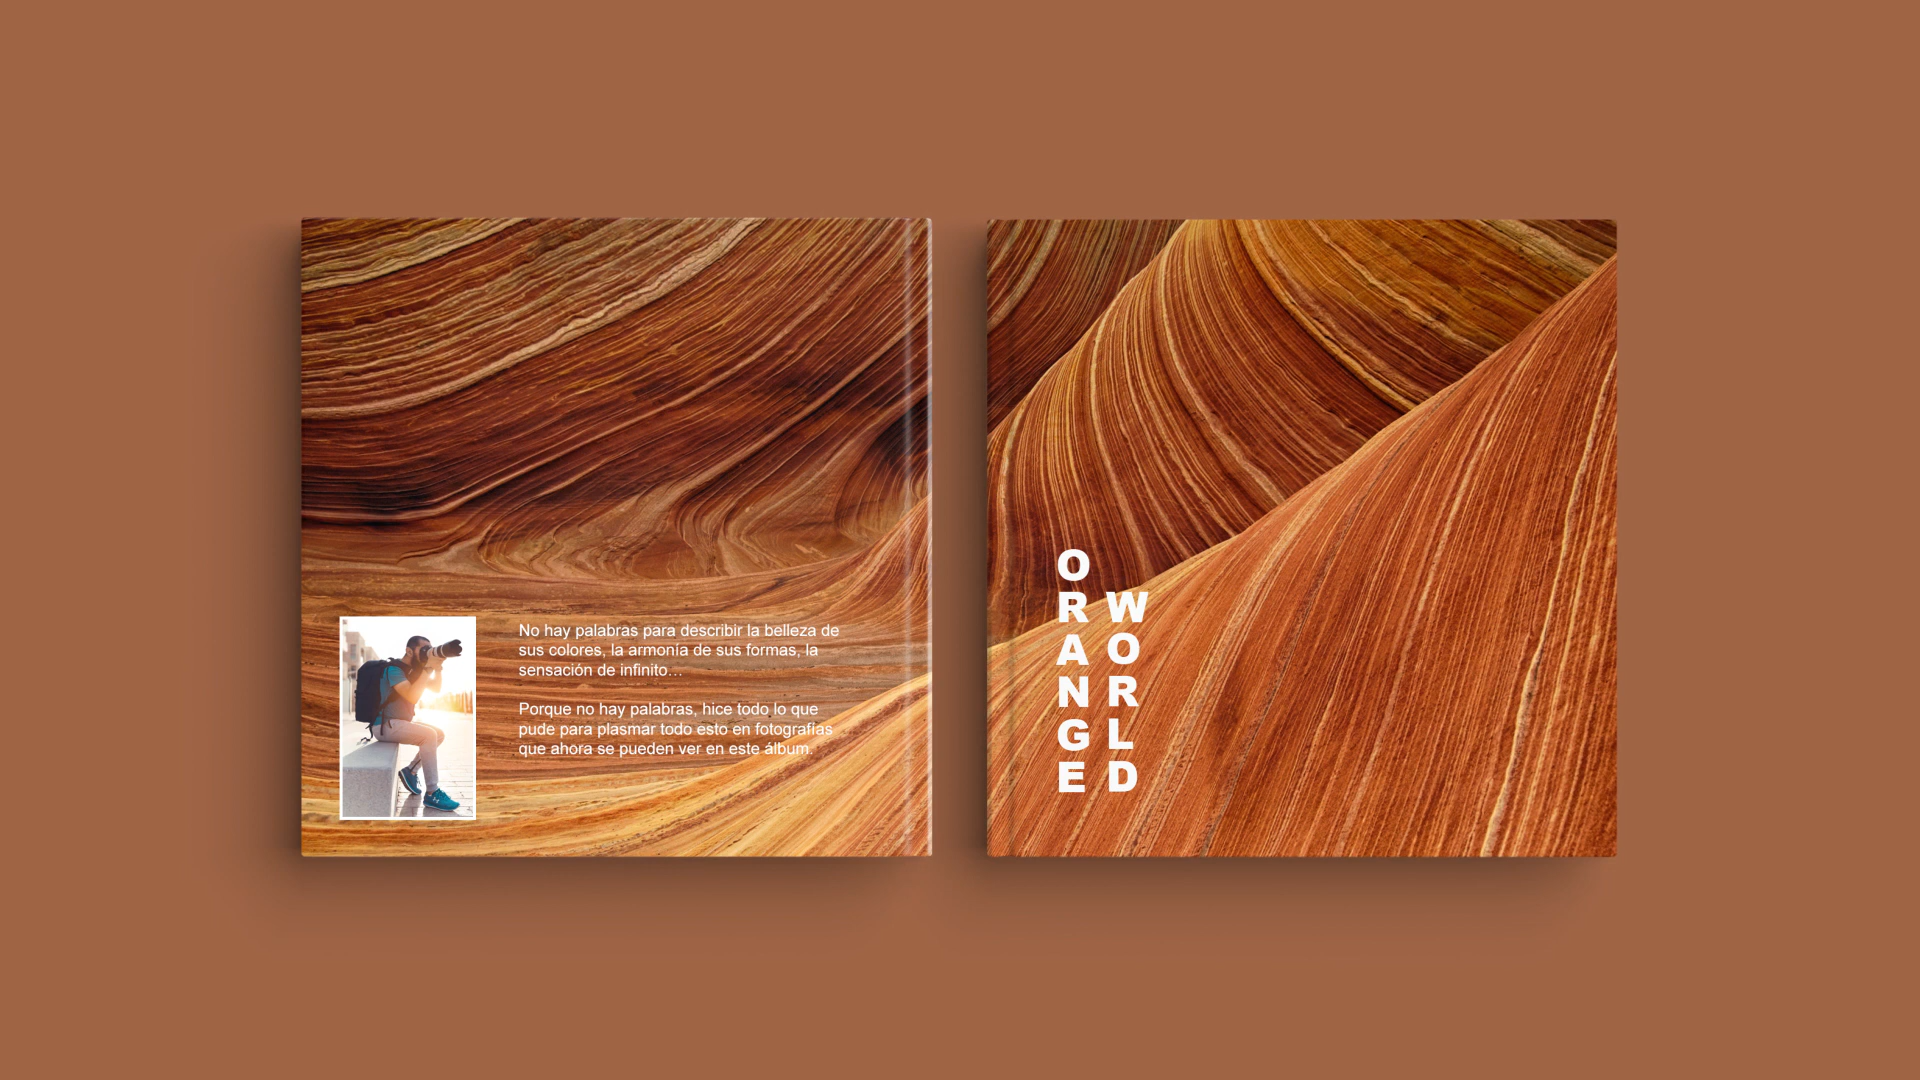 No hay palabras para describir la belleza de
sus colores, la armonía de sus formas, la
sensación de infinito…
Porque no hay palabras, hice todo lo que
pude para plasmar todo esto en fotografías
que ahora se pueden ver en este álbum.
ORANGE
WORLD